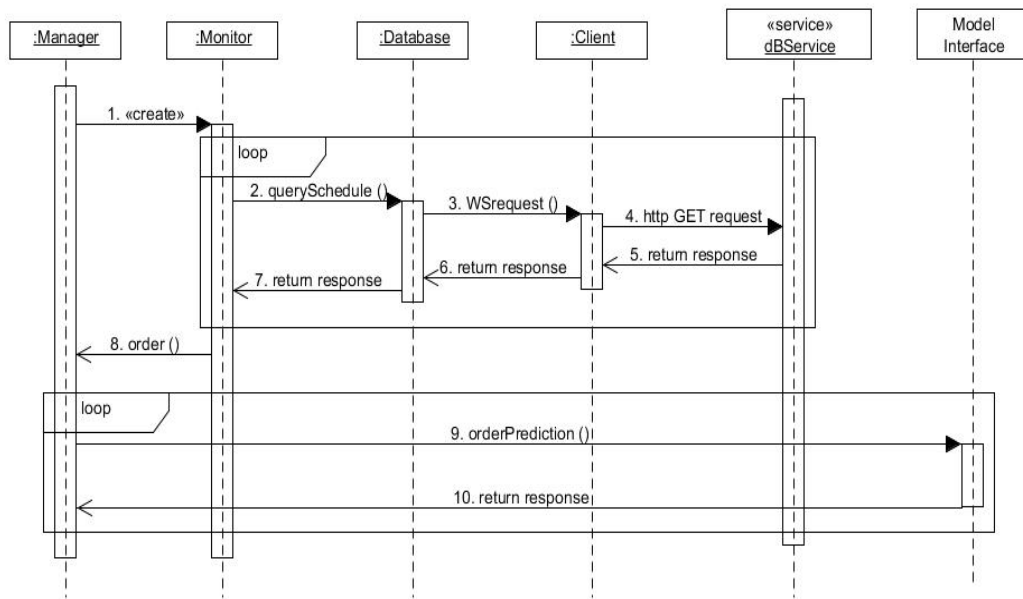 :Manager
:Monitor
:Database
:Client
«service»
dBService
Model
Interface
1. «create»
loop
2. querySchedule ()
3. WSrequest ()
4. http GET request
5. return response
6. return response
7. return response
8. order ()
loop
9. orderPrediction ()
10. return response